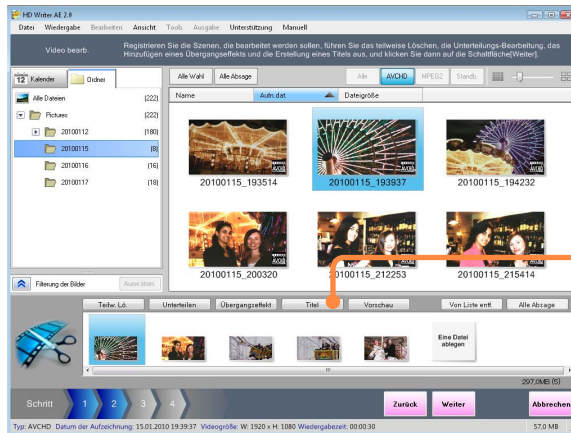 HD Writer AE 2.0
Datei Wiedergabe Bearbeiten Ansicht Tools Ausgabe Unterstützung Manuell
Video bearb.
Registrieren Sie die Szenen, die bearbeitet werden sollen, führen Sie das teilweise Löschen, die Unterteilungs-Bearbeitung, das
Hinzufügen eines Übergangseffekts und die Erstellung eines Titels aus, und klicken Sie dann auf die Schaltfläche[Weiter].
12 Kalender Ordner
Alle Wahl Alle Absage Alle AVCHD MPEG2 Standb.
Alle Dateien (222)
Name Aufn.dat. Dateigröße
Pictures (222)
20100112 (180)
20100115 (8)
20100116 (16)
20100117 (18)
20100115_193514 20100115_193937 20100115_194232
20100115_200320 20100115_212253 20100115_215414
Filterung der Bilder
Teilw. Lö. Unterteilen Übergangseffekt Titel Vorschau Von Liste entf. Alle Absage
Eine Datei
ablegen
297,0MB (5)
Schritt 1 2 3 4 Zurück Weiter Abbrechen
Typ: AVCHD Datum der Aufzeichnung: 15.01.2010 19:39:37 Videogröße: W: 1920 x H: 1080 Wiedergabezeit: 00:00:30 57,0 MB